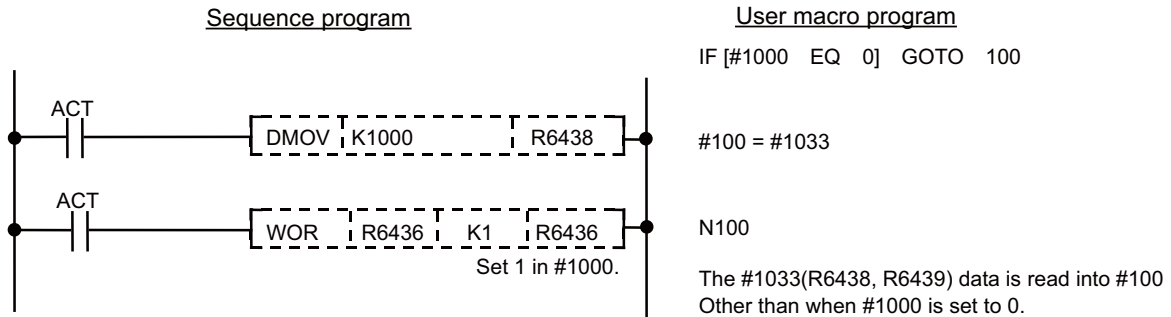 Sequence program
User macro program
IF [#1000 EQ 0] GOTO 100
ACT
DMOV K1000 R6438
#100 = #1033
ACT
WOR R6436 K1 R6436
N100
Set 1 in #1000.
The #1033(R6438, R6439) data is read into #100
Other than when #1000 is set to 0.